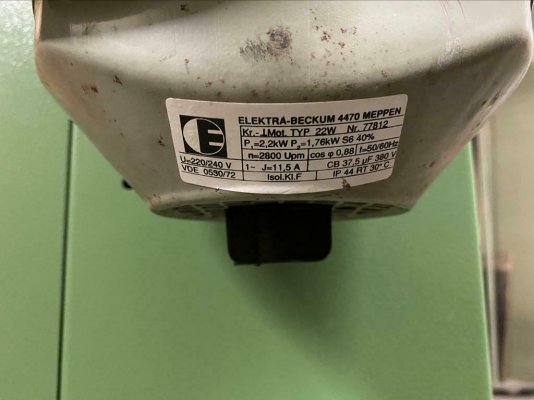 ELEKTRA-BECKUM 4470 MEPPEN
Kr.-⊥Mot. TYP 22W Nr. 77812
P₁=2,2kW P₂=1,76kW S6 40%
n=2800 Upm cos φ 0,88 f=50/60Hz
U=220/240 V 1~ J=11,5 A CB 37,5 µF 380 V
VDE 0530/72 Isol.Kl.F IP 44 RT 30° C